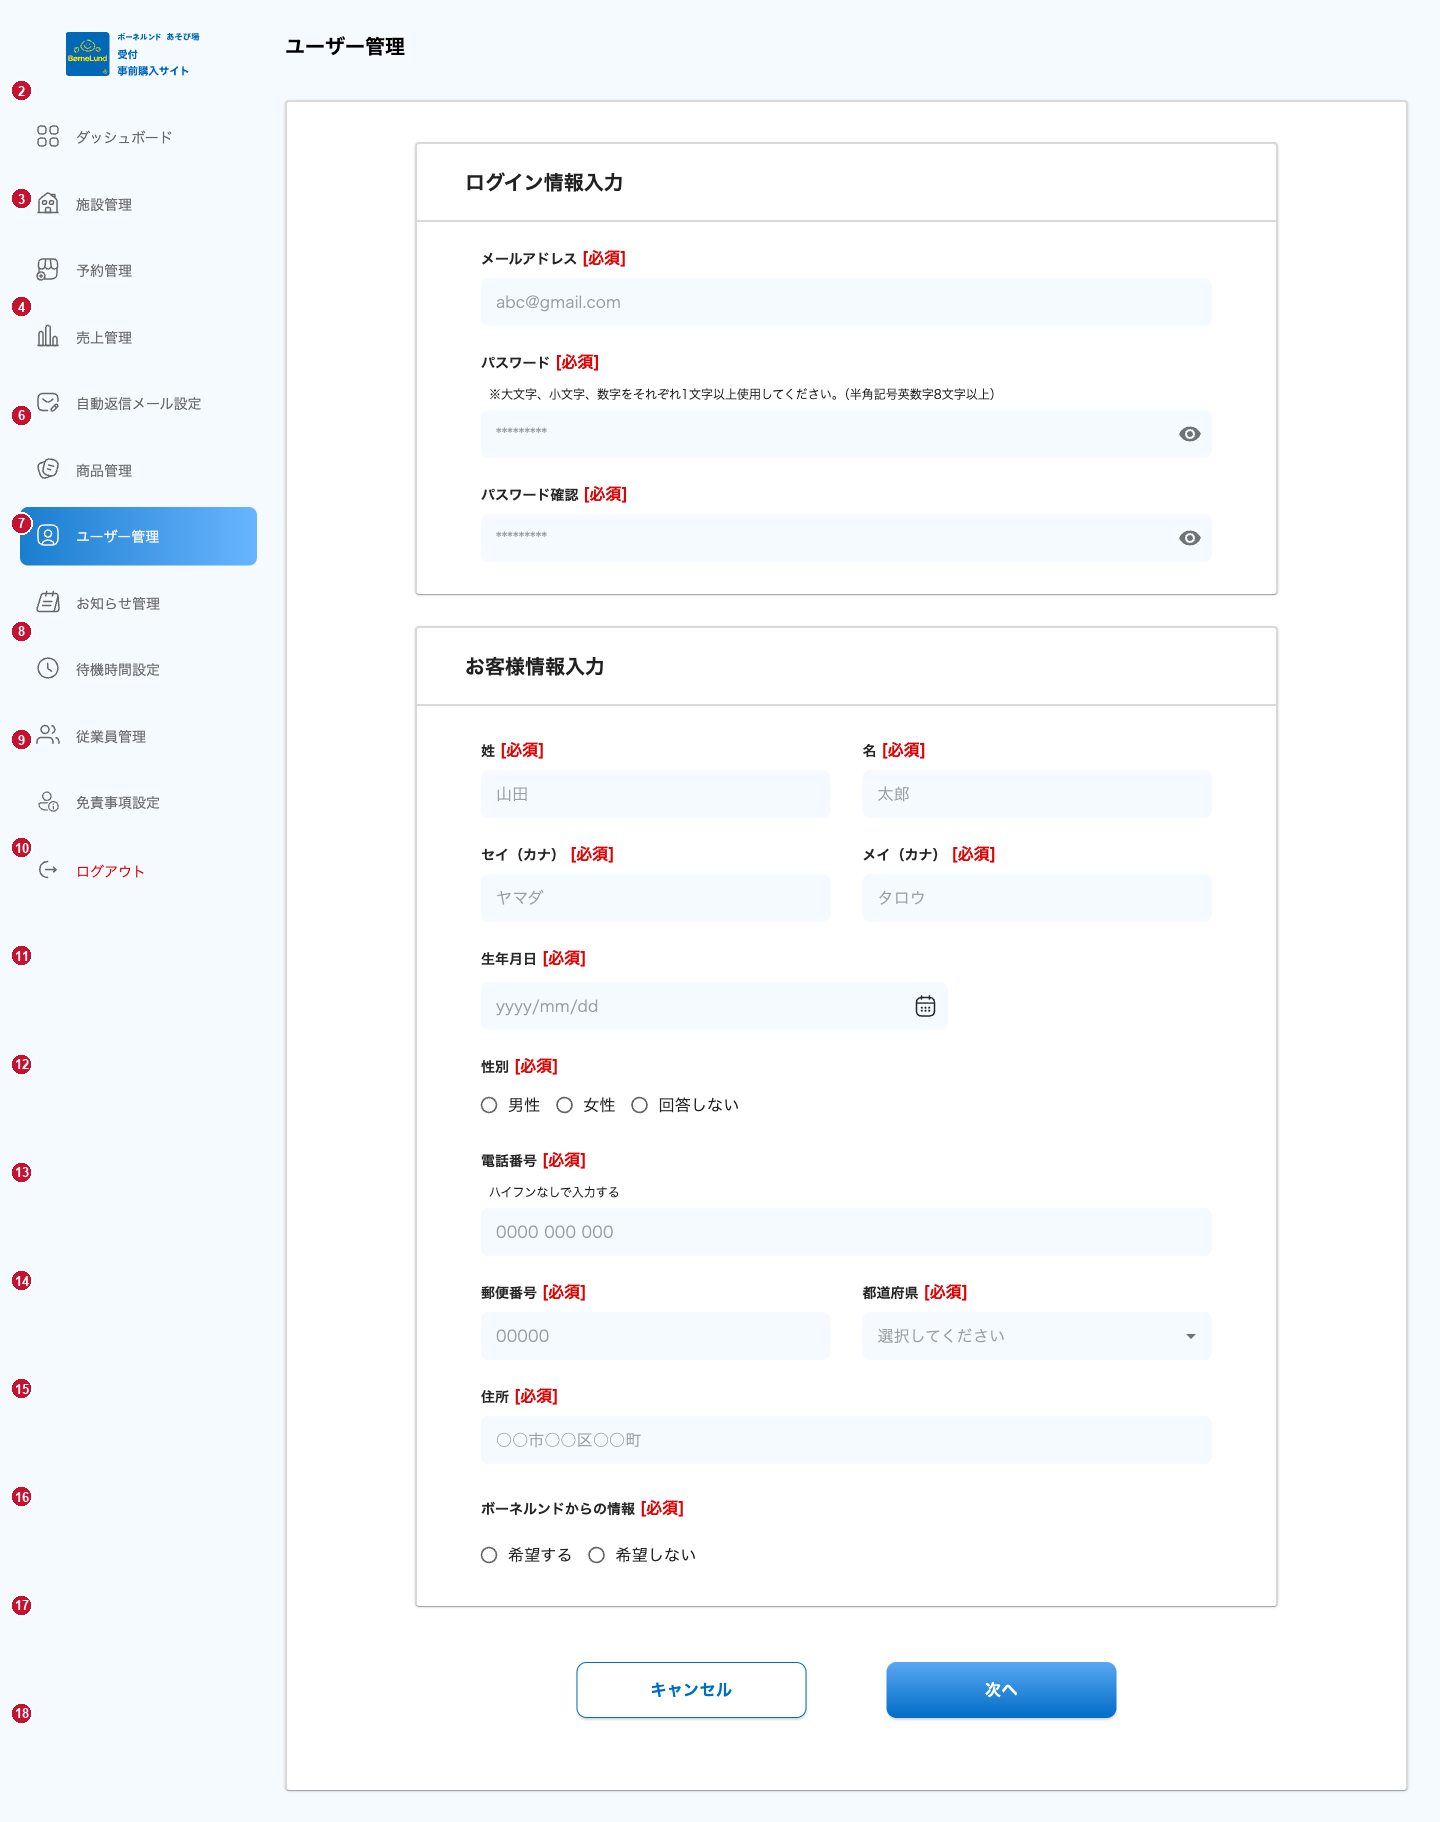 ボーネルンド あそび場
受付
事前購入サイト
BørneLund
ユーザー管理
2
ダッシュボード
3
施設管理
予約管理
4
売上管理
自動返信メール設定
6
商品管理
7
ユーザー管理
お知らせ管理
8
待機時間設定
9
従業員管理
免責事項設定
10
ログアウト
11
12
13
14
15
16
17
18
ログイン情報入力
メールアドレス [必須]
abc@gmail.com
パスワード [必須]
※大文字、小文字、数字をそれぞれ1文字以上使用してください。（半角記号英数字8文字以上）
*********
パスワード確認 [必須]
*********
お客様情報入力
姓 [必須] 名 [必須]
山田 太郎
セイ（カナ） [必須] メイ（カナ） [必須]
ヤマダ タロウ
生年月日 [必須]
yyyy/mm/dd
性別 [必須]
男性 女性 回答しない
電話番号 [必須]
ハイフンなしで入力する
0000 000 000
郵便番号 [必須] 都道府県 [必須]
00000 選択してください
住所 [必須]
〇〇市〇〇区〇〇町
ボーネルンドからの情報 [必須]
希望する 希望しない
キャンセル 次へ